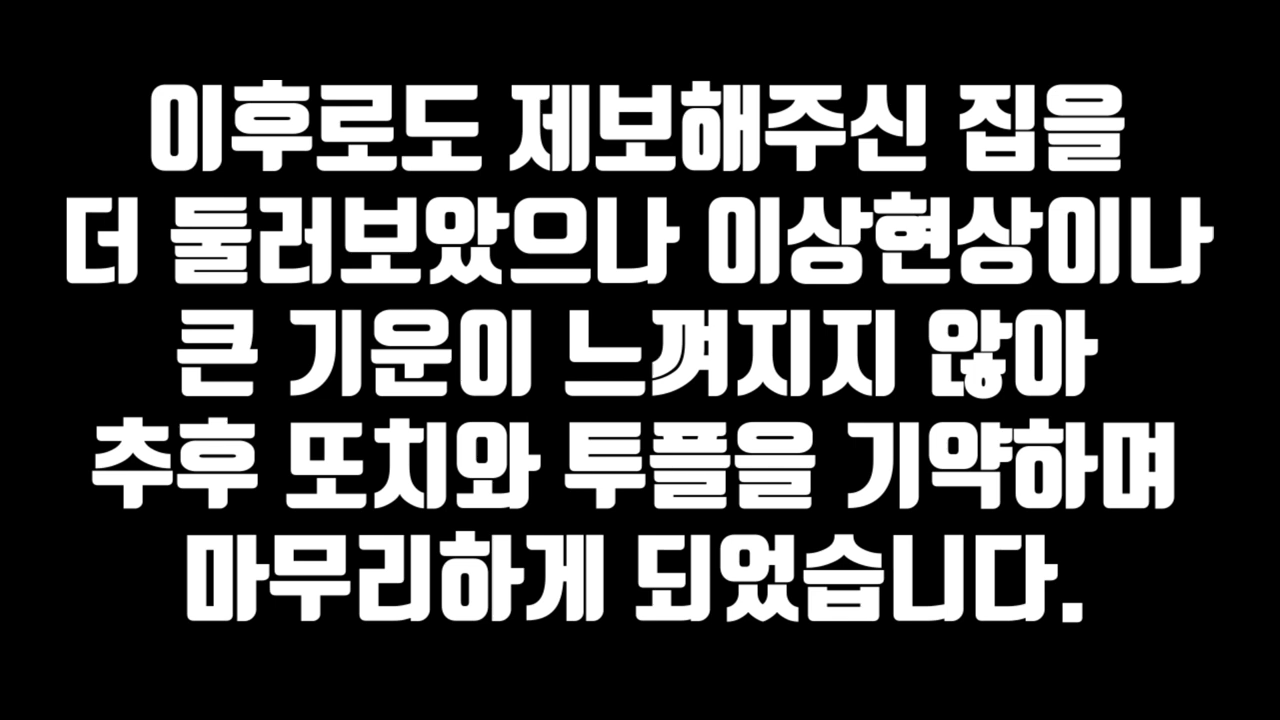 이후로도 제보해주신 집을
더 둘러보았으나 이상현상이나
큰 기운이 느껴지지 않아
추후 또치와 투플을 기약하며
마무리하게 되었습니다.